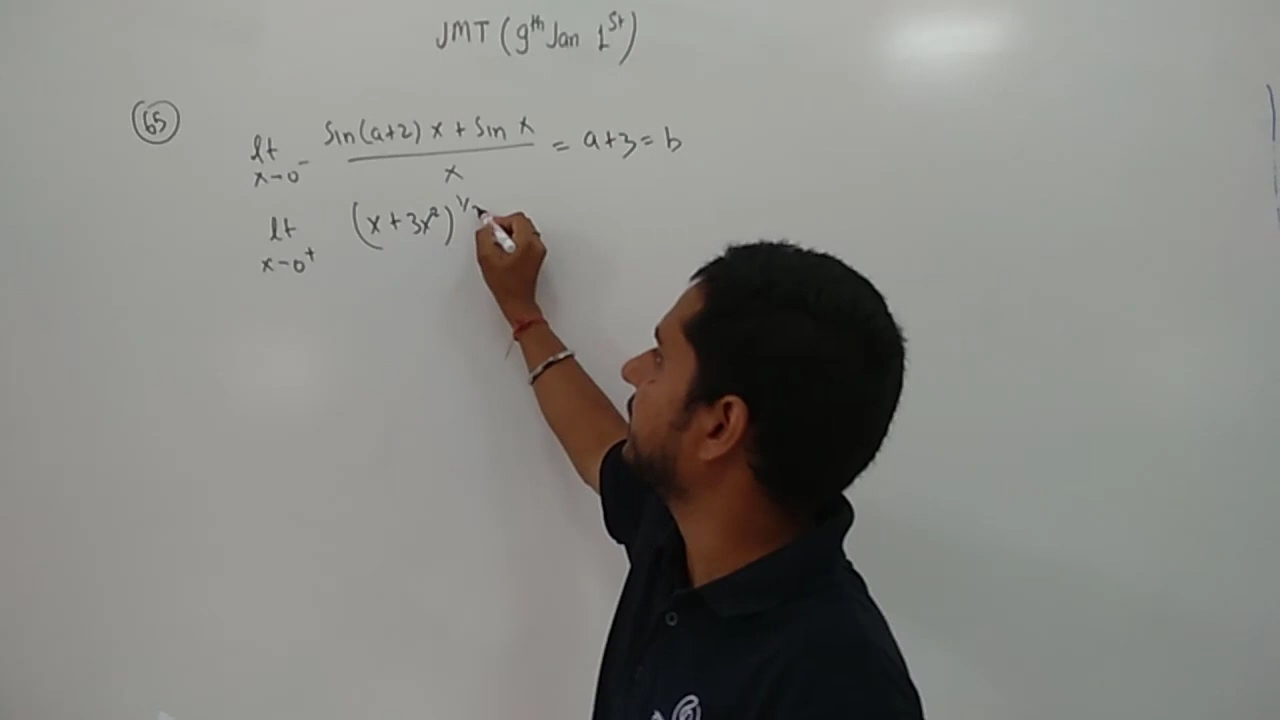 JMT (9th Jan 1st)
65
lt x→0⁻ Sin(a+2) x + Sin x / x = a+3 = b
lt x→0⁺ (x + 3x²)^1/